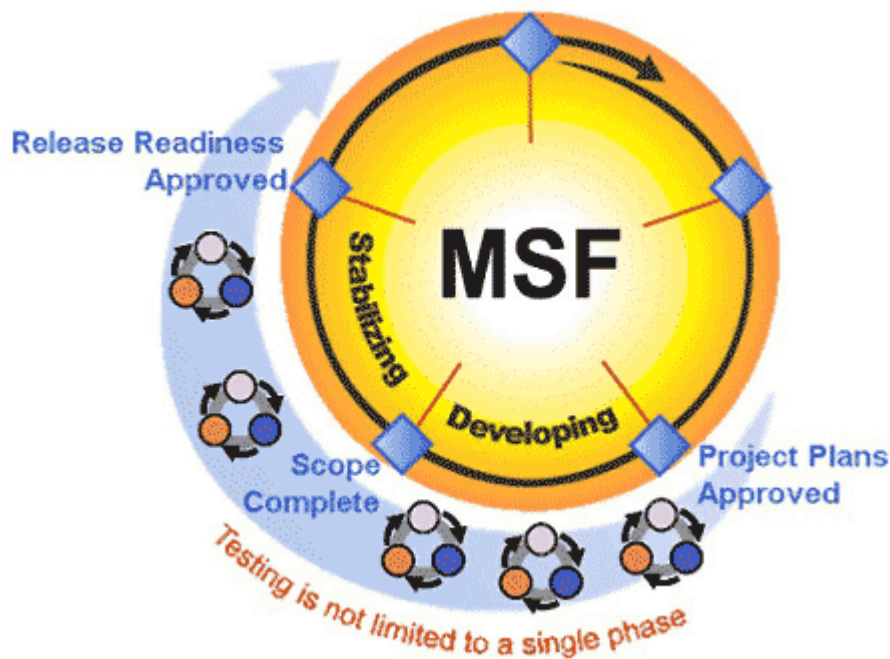 Release Readiness
Approved
MSF
Stabilizing
Developing
Scope
Complete
Project Plans
Approved
Testing is not limited to a single phase